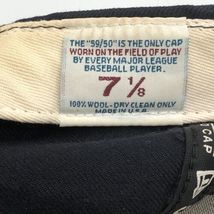 THE "59/50" IS THE ONLY CAP
WORN ON THE FIELD OF PLAY
BY EVERY MAJOR LEAGUE
BASEBALL PLAYER.
7 1/8
100% WOOL-DRY CLEAN ONLY
MADE IN U.S.A.
CAP